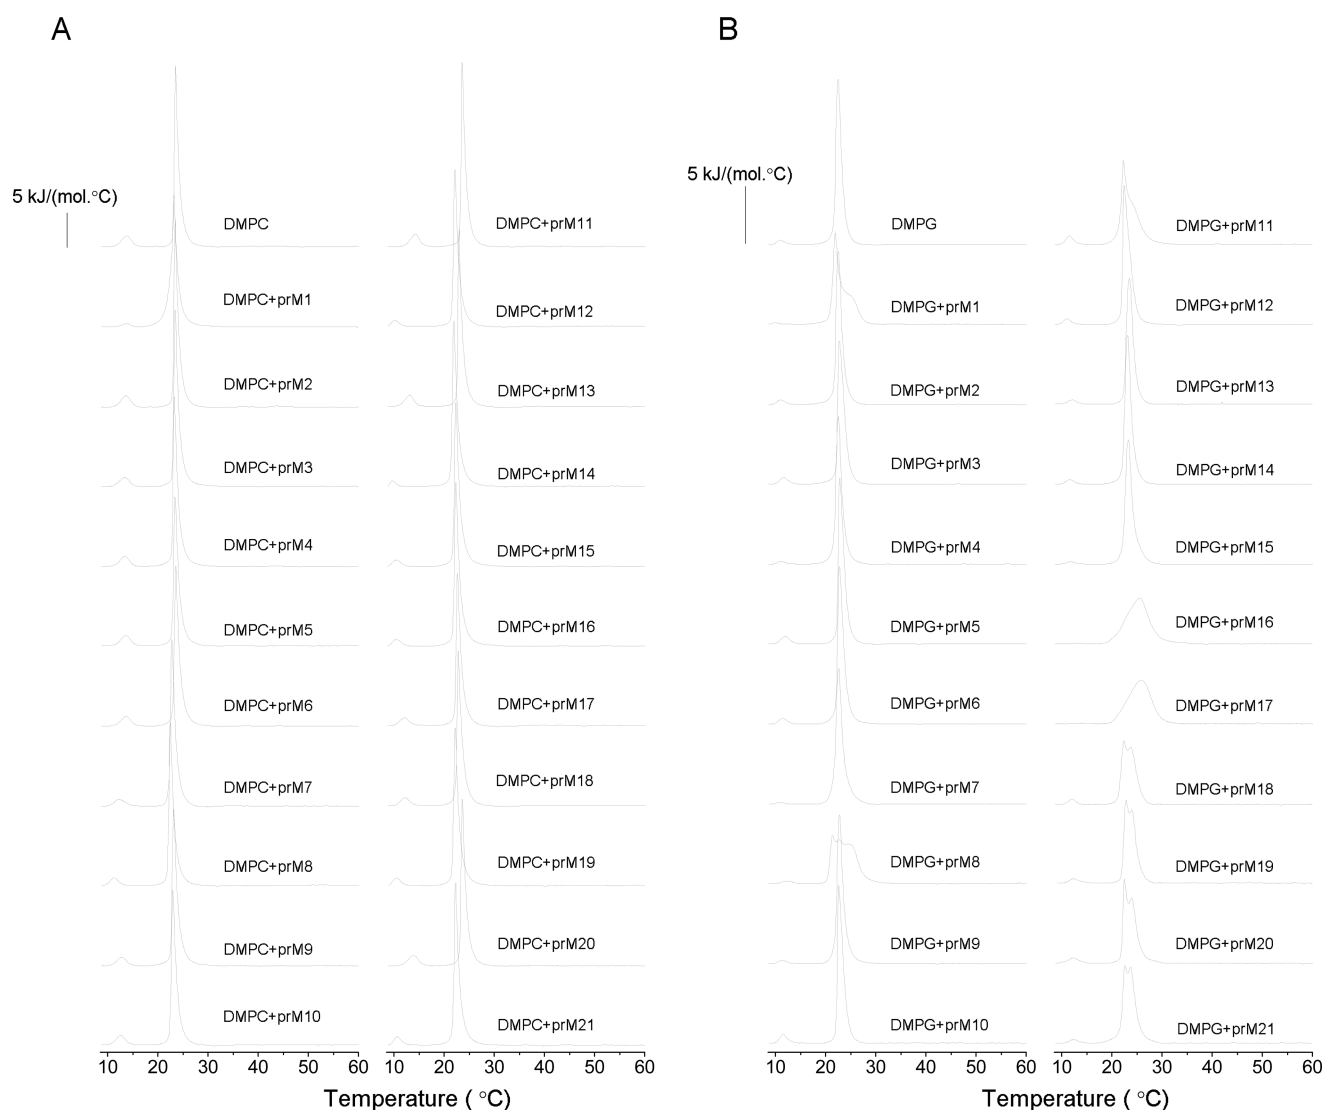 A
B
5 kJ/(mol.°C)
5 kJ/(mol.°C)
DMPC
DMPC+prM1
DMPC+prM2
DMPC+prM3
DMPC+prM4
DMPC+prM5
DMPC+prM6
DMPC+prM7
DMPC+prM8
DMPC+prM9
DMPC+prM10
DMPC+prM11
DMPC+prM12
DMPC+prM13
DMPC+prM14
DMPC+prM15
DMPC+prM16
DMPC+prM17
DMPC+prM18
DMPC+prM19
DMPC+prM20
DMPC+prM21
DMPG
DMPG+prM1
DMPG+prM2
DMPG+prM3
DMPG+prM4
DMPG+prM5
DMPG+prM6
DMPG+prM7
DMPG+prM8
DMPG+prM9
DMPG+prM10
DMPG+prM11
DMPG+prM12
DMPG+prM13
DMPG+prM14
DMPG+prM15
DMPG+prM16
DMPG+prM17
DMPG+prM18
DMPG+prM19
DMPG+prM20
DMPG+prM21
10 20 30 40 50 60
10 20 30 40 50 60
10 20 30 40 50 60
10 20 30 40 50 60
Temperature ( °C)
Temperature ( °C)